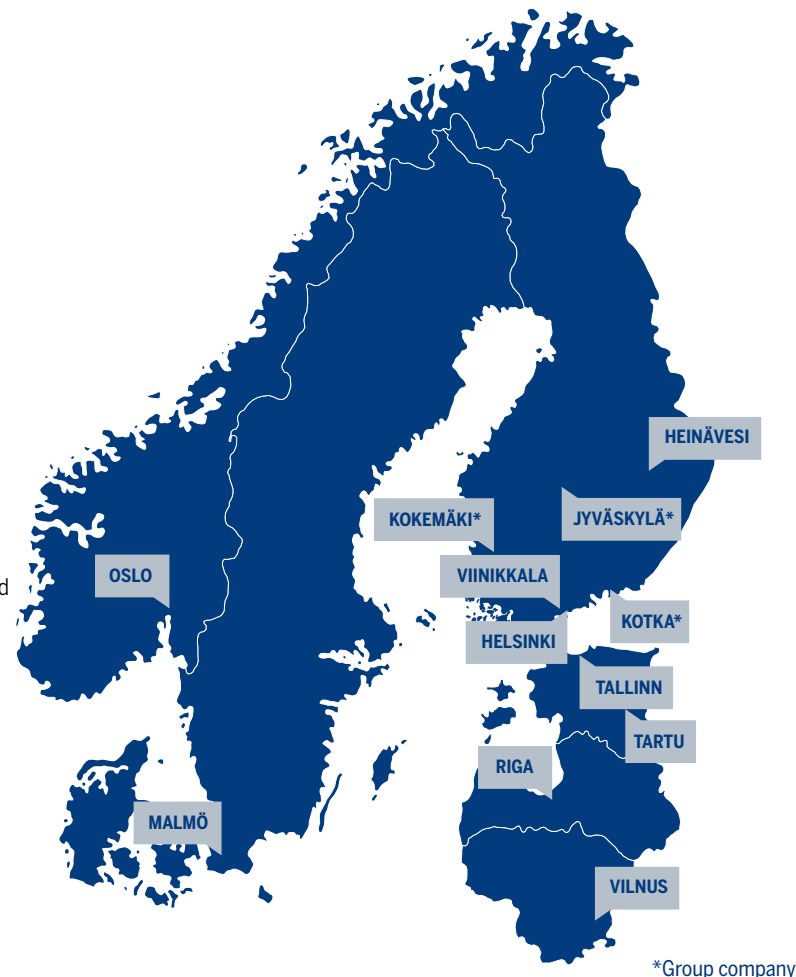 HEINÄVESI
KOKEMÄKI*
JYVÄSKYLÄ*
OSLO
VIINIKKALA
d
KOTKA*
HELSINKI
TALLINN
TARTU
RIGA
MALMÖ
VILNUS
*Group company